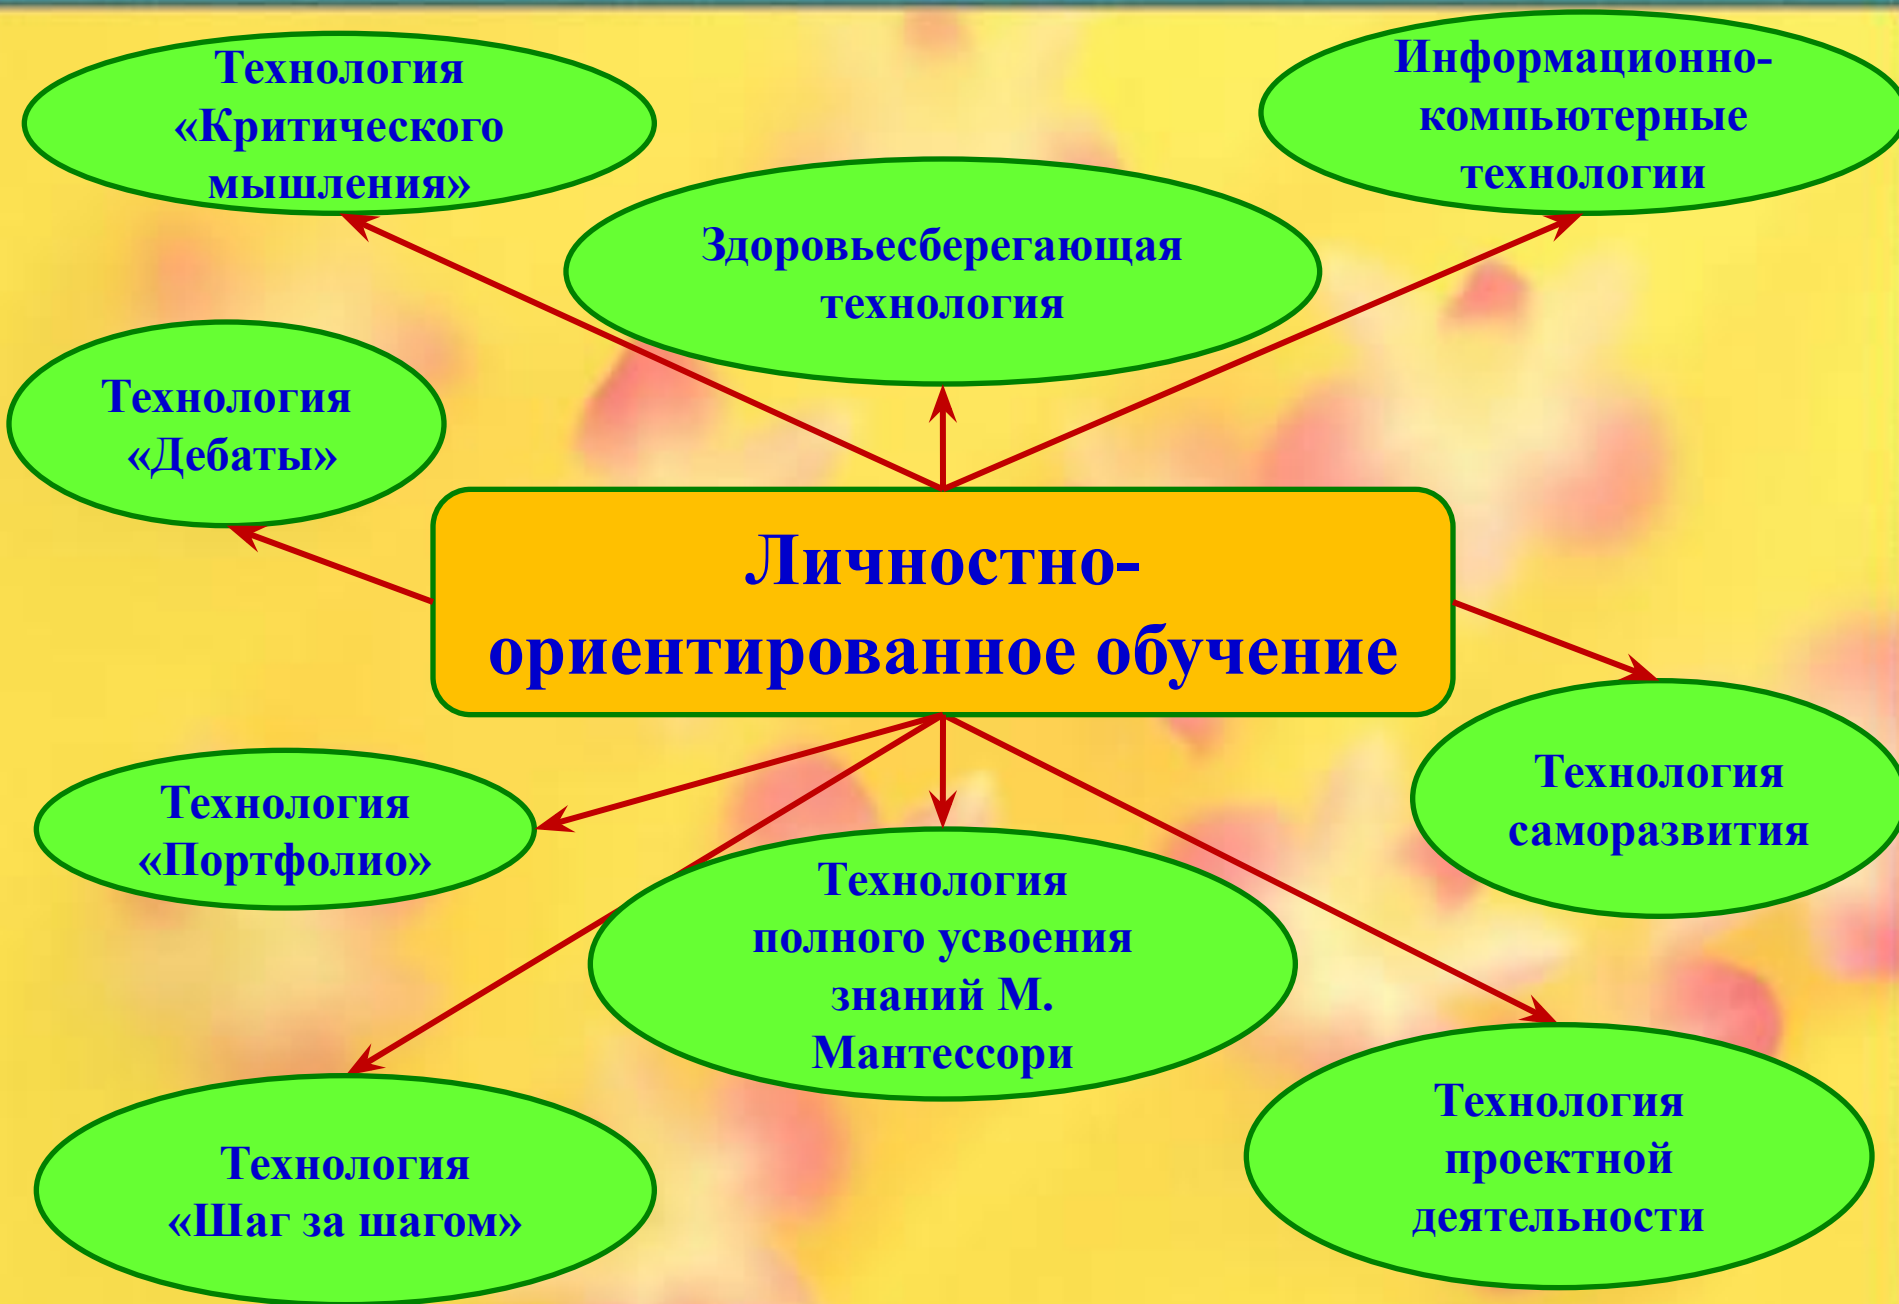 Технология
«Критического
мышления»
Информационно-
компьютерные
технологии
Здоровьесберегающая
технология
Технология
«Дебаты»
Личностно-
ориентированное обучение
Технология
саморазвития
Технология
«Портфолио»
Технология
полного усвоения
знаний М.
Мантессори
Технология
«Шаг за шагом»
Технология
проектной
деятельности